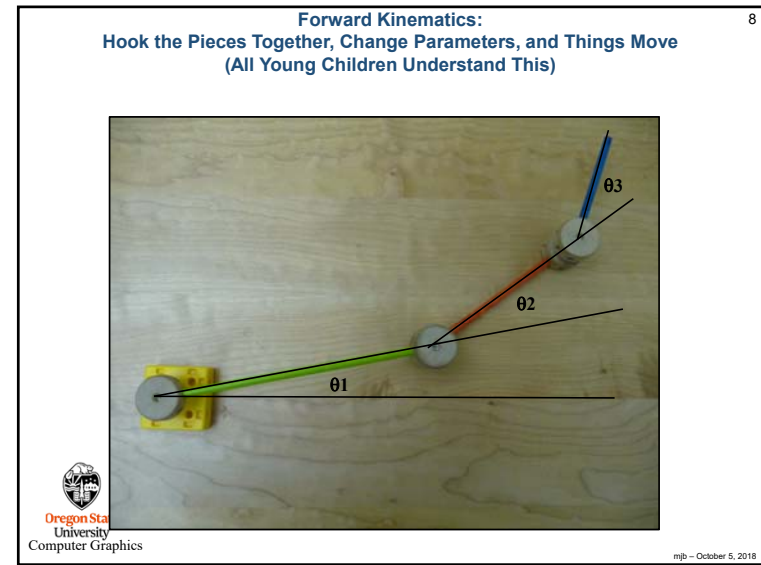 8
Forward Kinematics:
Hook the Pieces Together, Change Parameters, and Things Move
(All Young Children Understand This)
θ3
θ2
θ1
Oregon Sta
University
Computer Graphics
mjb – October 5, 2018